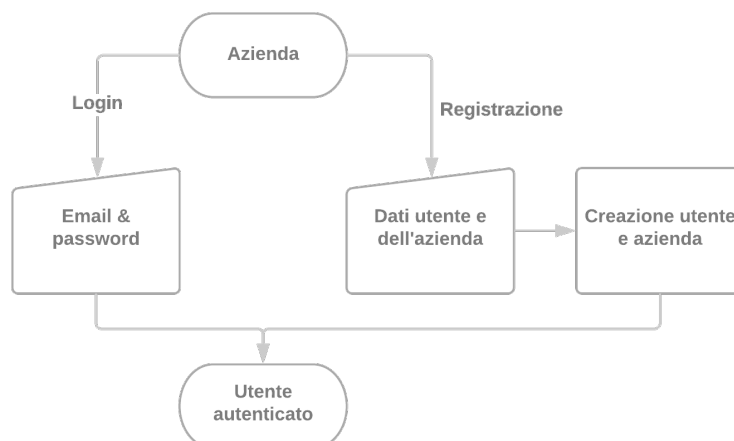 Azienda
Login
Registrazione
Email &
password
Dati utente e
dell'azienda
Creazione utente
e azienda
Utente
autenticato